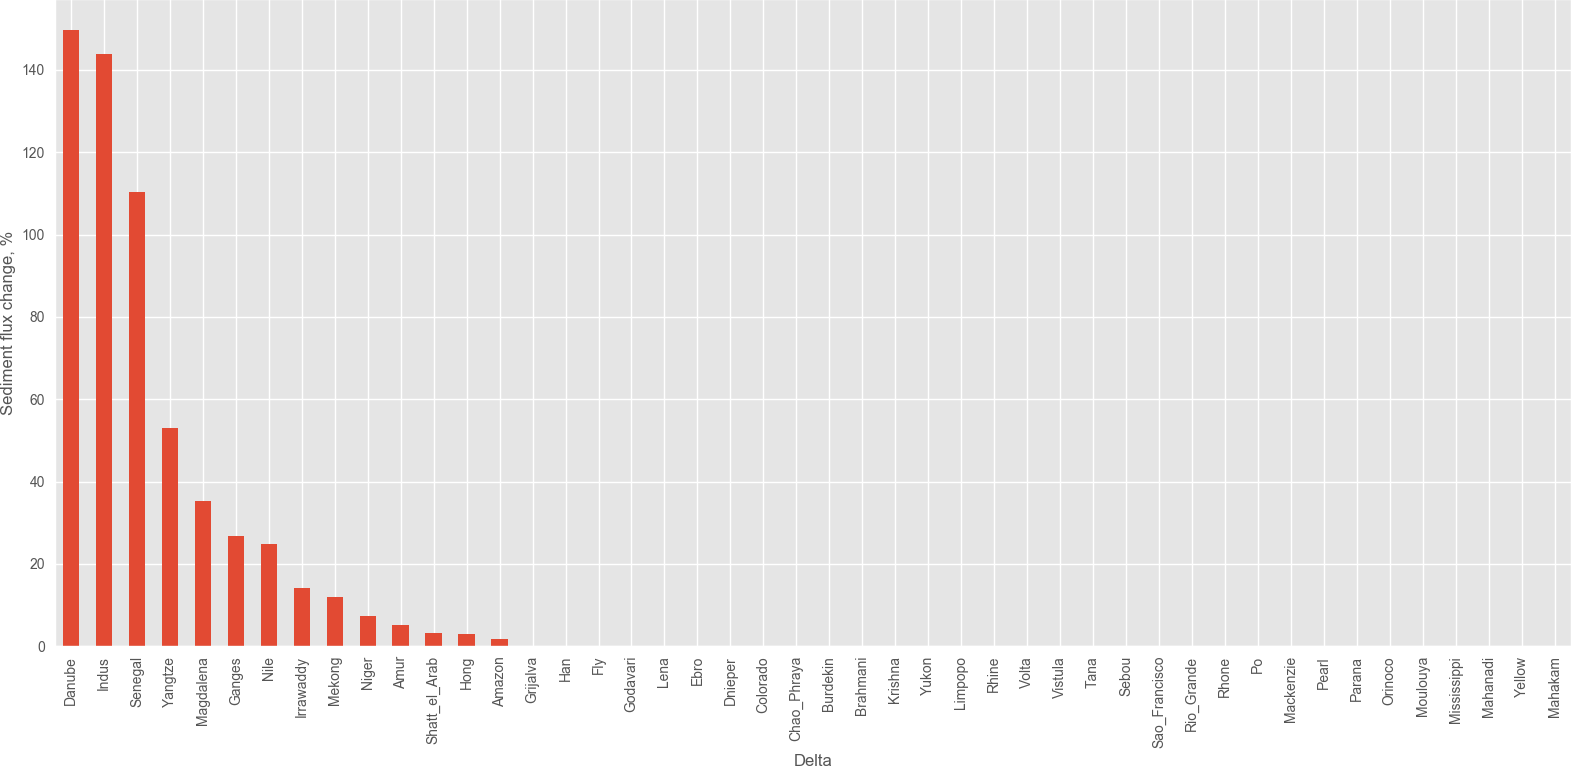 140
120
100
80
60
40
20
0
Sediment flux change, %
Danube
Indus
Senegal
Yangtze
Magdalena
Ganges
Nile
Irrawaddy
Mekong
Niger
Amur
Shatt_el_Arab
Hong
Amazon
Grijalva
Han
Fly
Godavari
Lena
Ebro
Dnieper
Colorado
Chao_Phraya
Burdekin
Brahmani
Krishna
Yukon
Limpopo
Rhine
Volta
Vistula
Tana
Sebou
Sao_Francisco
Rio_Grande
Rhone
Po
Mackenzie
Pearl
Parana
Orinoco
Moulouya
Mississippi
Mahanadi
Yellow
Mahakam
Delta